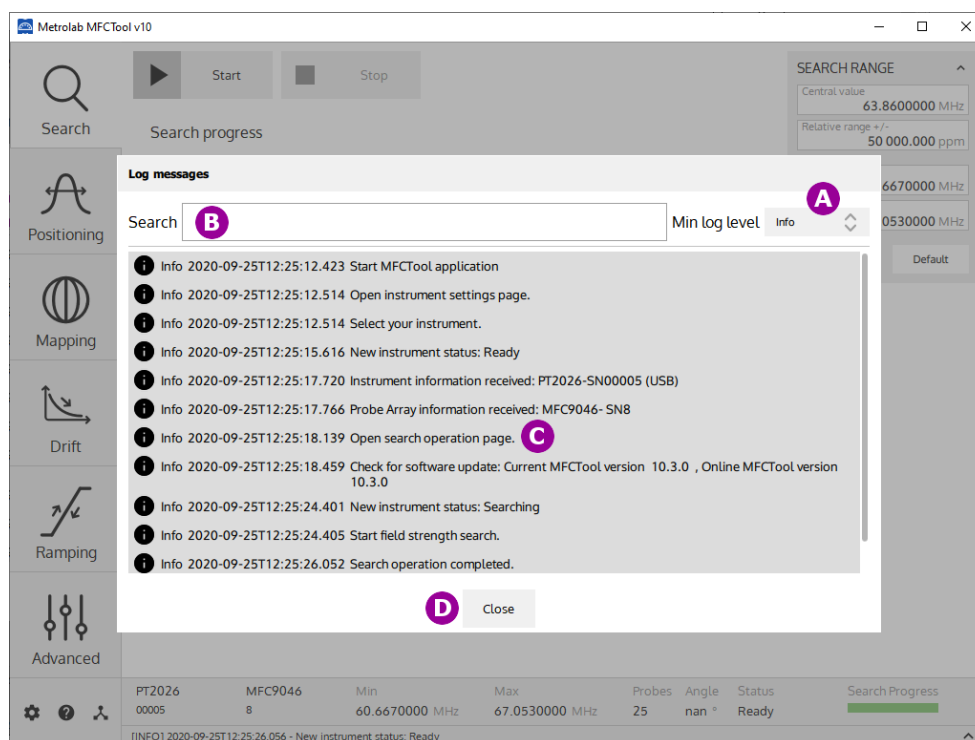 Metrolab MFCTool v10
Search
Start
Stop
Search progress
SEARCH RANGE
Central value
63.8600000 MHz
Relative range +/-
50 000.000 ppm
6670000 MHz
0530000 MHz
Default
Positioning
Mapping
Drift
Ramping
Advanced
Log messages
Search B
Min log level Info A
Info 2020-09-25T12:25:12.423 Start MFCTool application
Info 2020-09-25T12:25:12.514 Open instrument settings page.
Info 2020-09-25T12:25:12.514 Select your instrument.
Info 2020-09-25T12:25:15.616 New instrument status: Ready
Info 2020-09-25T12:25:17.720 Instrument information received: PT2026-SN00005 (USB)
Info 2020-09-25T12:25:17.766 Probe Array information received: MFC9046- SN8
Info 2020-09-25T12:25:18.139 Open search operation page. C
Info 2020-09-25T12:25:18.459 Check for software update: Current MFCTool version 10.3.0 , Online MFCTool version
10.3.0
Info 2020-09-25T12:25:24.401 New instrument status: Searching
Info 2020-09-25T12:25:24.405 Start field strength search.
Info 2020-09-25T12:25:26.052 Search operation completed.
D Close
PT2026 MFC9046 Min Max Probes Angle Status Search Progress
00005 8 60.6670000 MHz 67.0530000 MHz 25 nan ° Ready
[INFO] 2020-09-25T12:25:26.056 - New instrument status: Ready